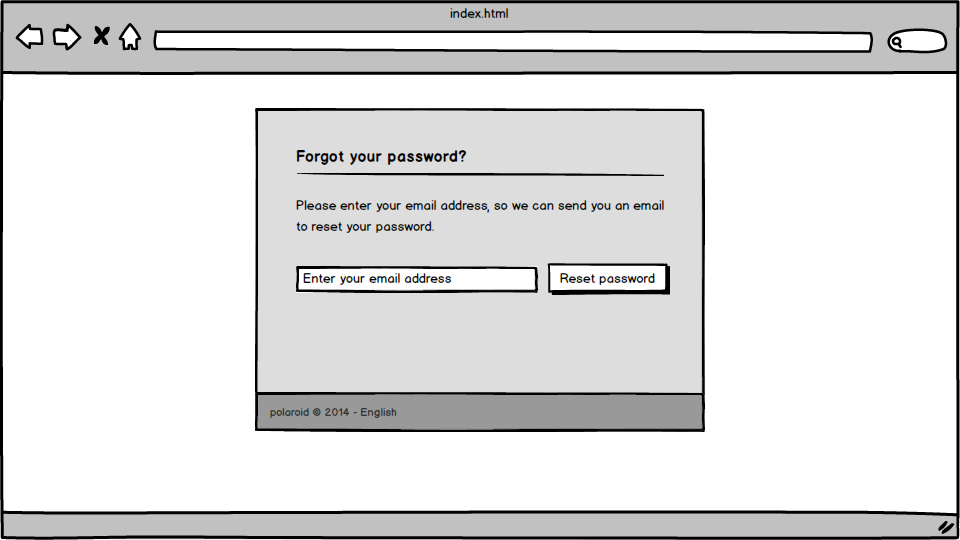 index.html
Forgot your password?
Please enter your email address, so we can send you an email
to reset your password.
Enter your email address
Reset password
polaroid © 2014 - English